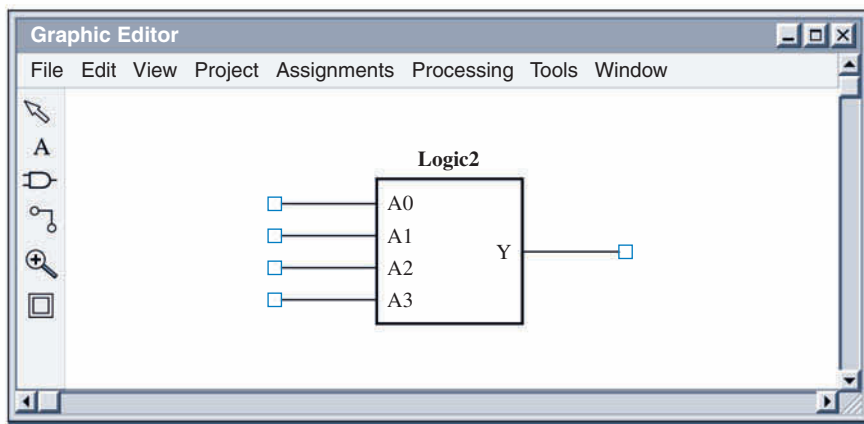 Graphic Editor
File Edit View Project Assignments Processing Tools Window
A
Logic2
A0
A1
Y
A2
A3